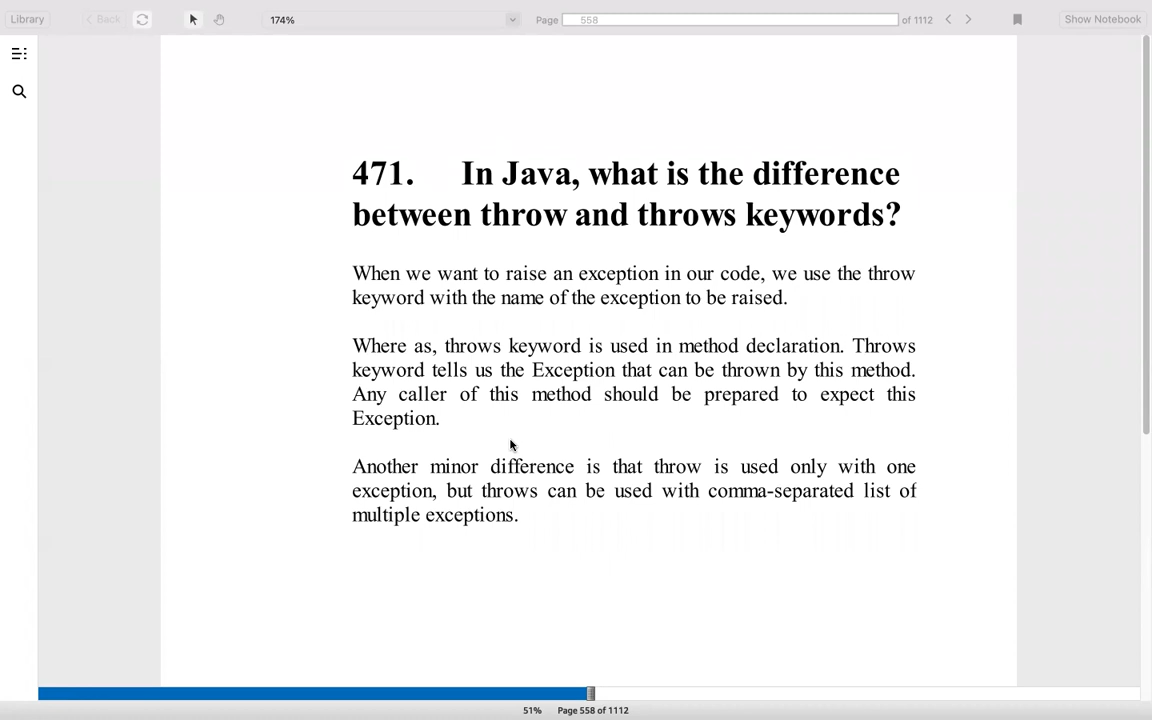 Library
Back
174%
Page 558 of 1112
Show Notebook
471. In Java, what is the difference
between throw and throws keywords?
When we want to raise an exception in our code, we use the throw
keyword with the name of the exception to be raised.
Where as, throws keyword is used in method declaration. Throws
keyword tells us the Exception that can be thrown by this method.
Any caller of this method should be prepared to expect this
Exception.
Another minor difference is that throw is used only with one
exception, but throws can be used with comma-separated list of
multiple exceptions.
51% Page 558 of 1112